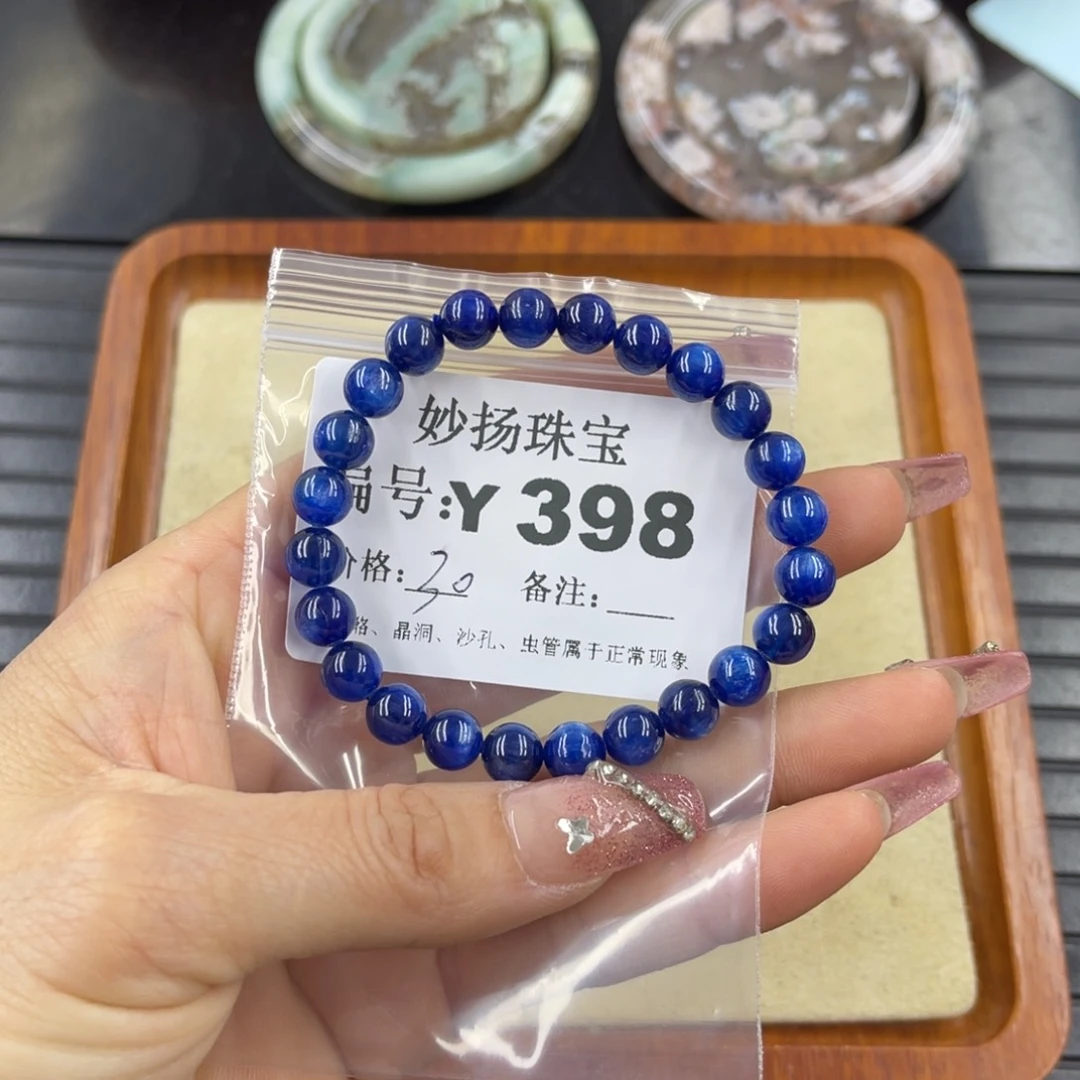 妙扬珠宝
编号:Y 398
价格:20 备注:
格、晶洞、沙孔、虫管属于正常现象